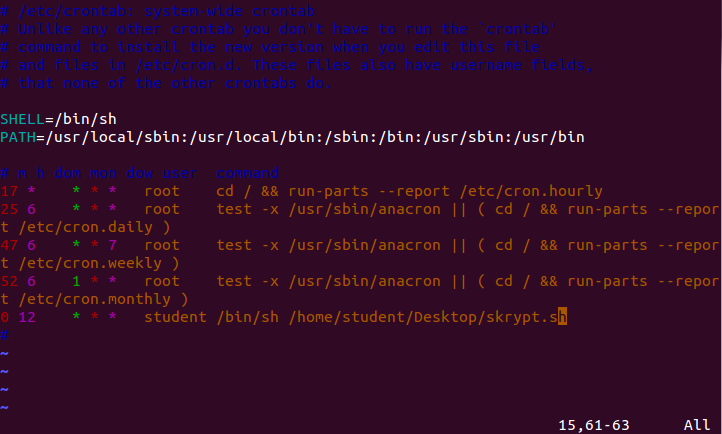 # /etc/crontab: system-wide crontab
# Unlike any other crontab you don't have to run the `crontab'
# command to install the new version when you edit this file
# and files in /etc/cron.d. These files also have username fields,
# that none of the other crontabs do.

SHELL=/bin/sh
PATH=/usr/local/sbin:/usr/local/bin:/sbin:/bin:/usr/sbin:/usr/bin

# m h dom mon dow user  command
17 *    * * *   root    cd / && run-parts --report /etc/cron.hourly
25 6    * * *   root    test -x /usr/sbin/anacron || ( cd / && run-parts --repor
t /etc/cron.daily )
47 6    * * 7   root    test -x /usr/sbin/anacron || ( cd / && run-parts --repor
t /etc/cron.weekly )
52 6    1 * *   root    test -x /usr/sbin/anacron || ( cd / && run-parts --repor
t /etc/cron.monthly )
0 12    * * *   student /bin/sh /home/student/Desktop/skrypt.sh
#
~
~
~
~
15,61-63      All